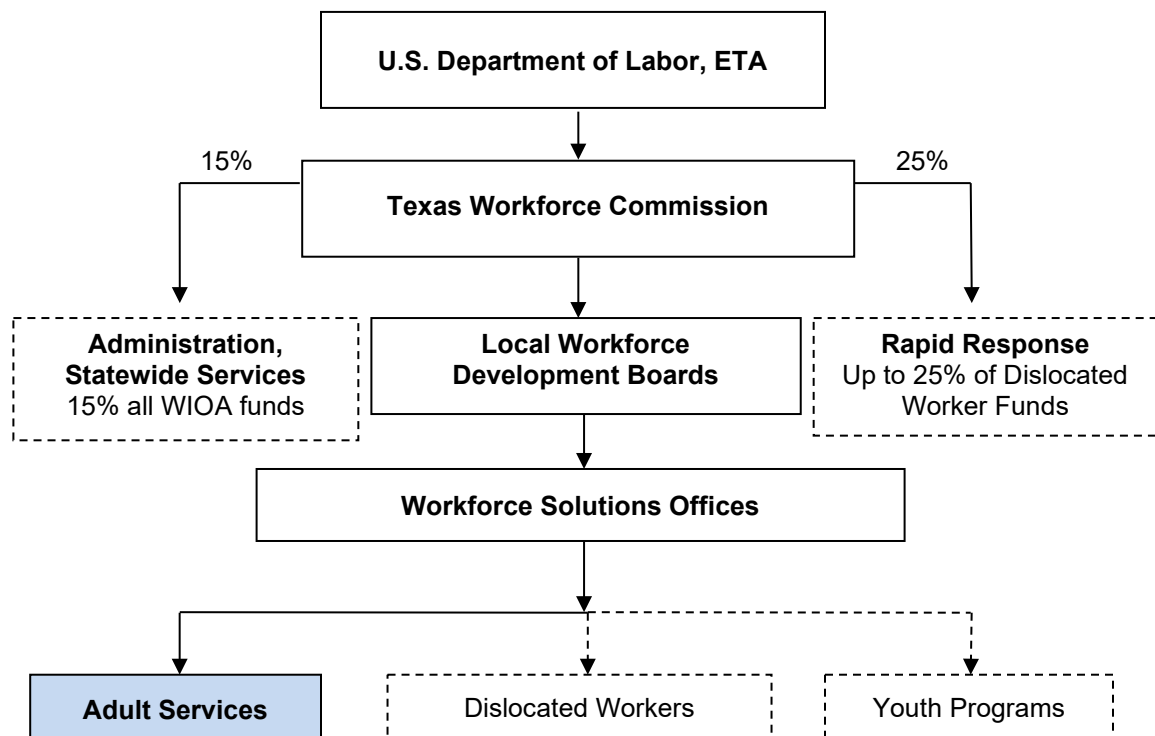 U.S. Department of Labor, ETA
15%
25%
Texas Workforce Commission
Administration,
Statewide Services
15% all WIOA funds
Local Workforce
Development Boards
Rapid Response
Up to 25% of Dislocated
Worker Funds
Workforce Solutions Offices
Adult Services
Dislocated Workers
Youth Programs